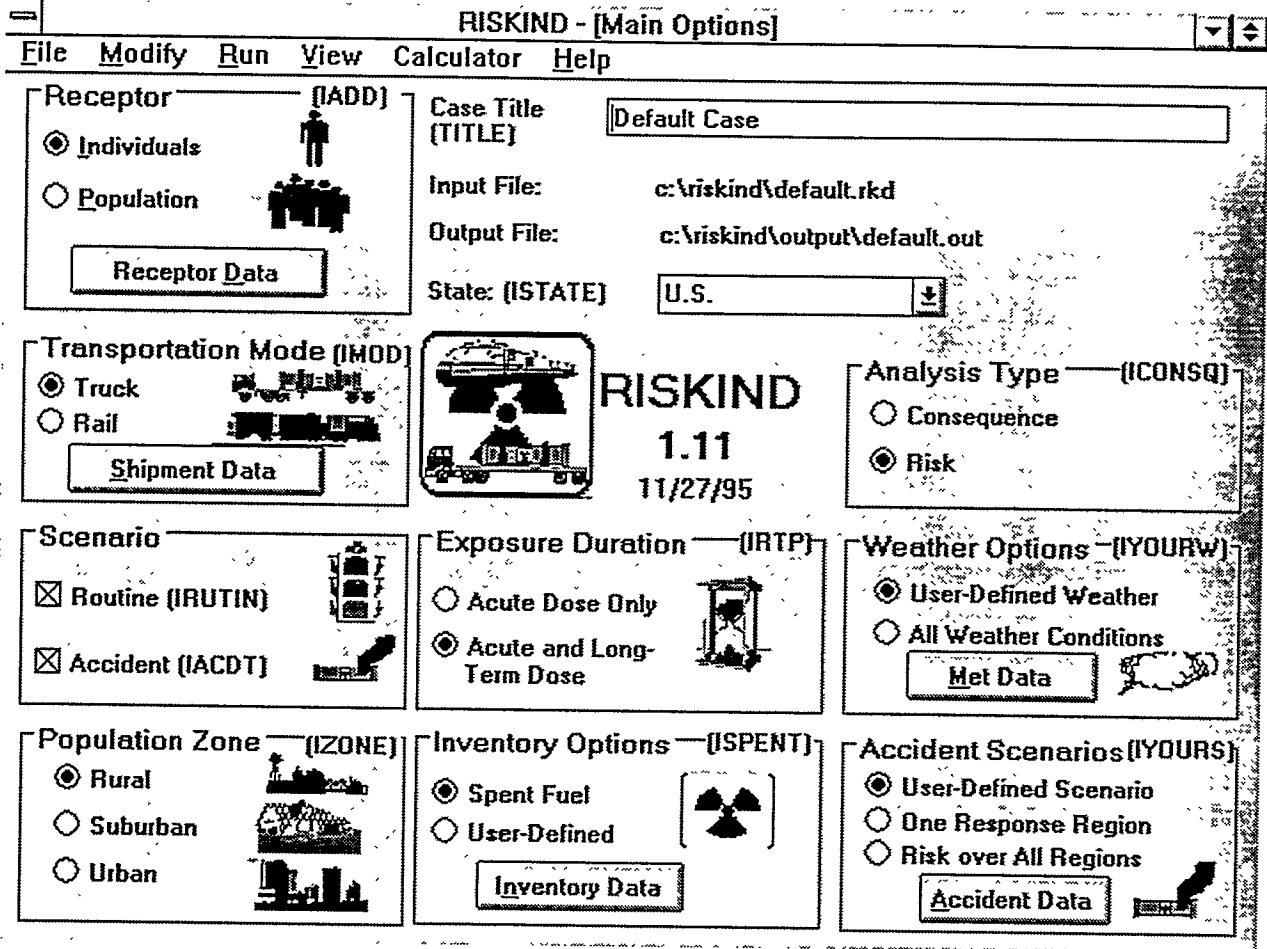 RISKIND - [Main Options]
File Modify Run View Calculator Help
Receptor (IADD)
Individuals
Population
Receptor Data
Case Title
(TITLE)
Default Case
Input File: c:\riskind\default.rkd
Output File: c:\riskind\output\default.out
State: (ISTATE) U.S.
Transportation Mode (IMOD)
Truck
Rail
Shipment Data
RISKIND
1.11
11/27/95
Analysis Type (ICONSQ)
Consequence
Risk
Scenario
Routine (IRUTIN)
Accident (IACDT)
Exposure Duration (IRTP)
Acute Dose Only
Acute and Long-
Term Dose
Weather Options (IYOURW)
User-Defined Weather
All Weather Conditions
Met Data
Population Zone (IZONE)
Rural
Suburban
Urban
Inventory Options (ISPENT)
Spent Fuel
User-Defined
Inventory Data
Accident Scenarios (IYOURS)
User-Defined Scenario
One Response Region
Risk over All Regions
Accident Data